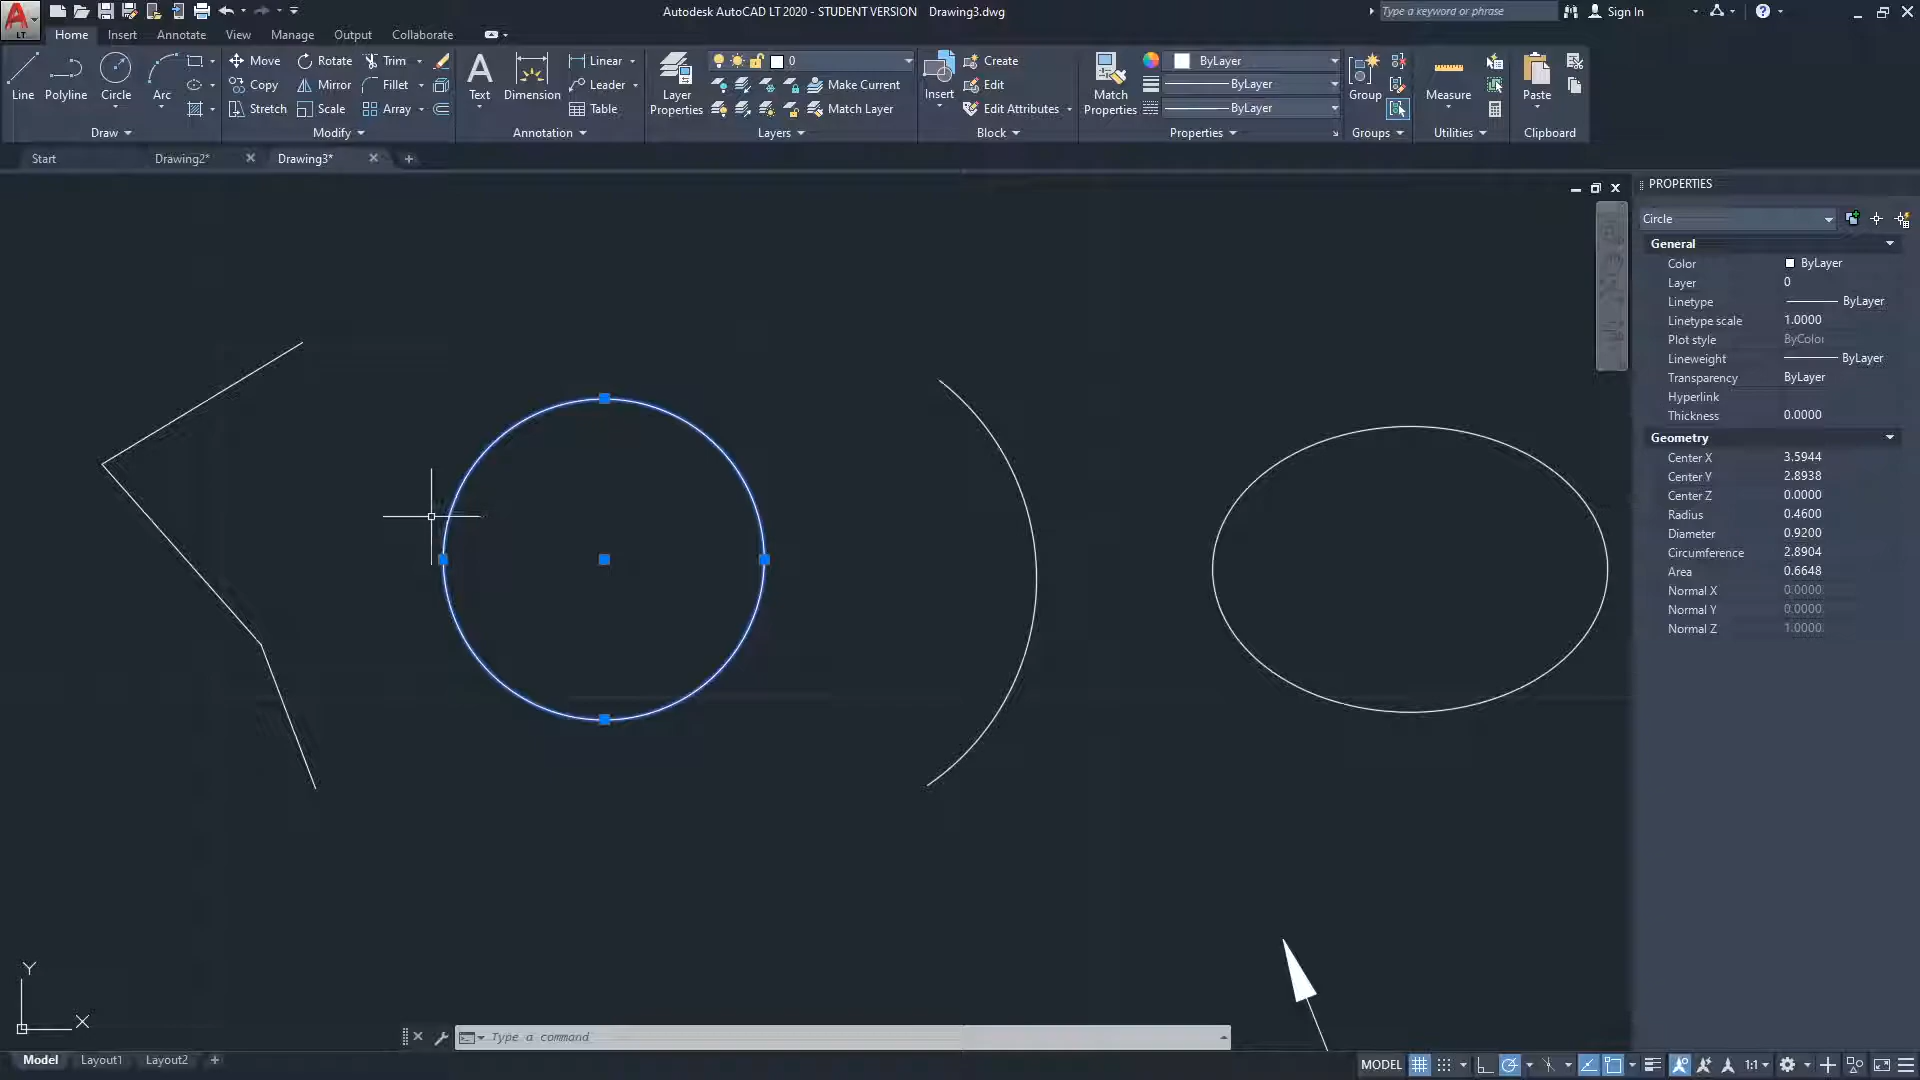 Autodesk AutoCAD LT 2020 - STUDENT VERSION Drawing3.dwg
Type a keyword or phrase
Sign In
LT
Home Insert Annotate View Manage Output Collaborate
Line Polyline Circle Arc
Draw
Move Rotate Trim
Copy Mirror Fillet
Stretch Scale Array
Modify
Text Dimension
Linear
Leader
Table
Annotation
Layer Properties
0
Make Current
Match Layer
Layers
Insert
Create
Edit
Edit Attributes
Block
Match Properties
ByLayer
ByLayer
ByLayer
Properties
Group
Groups
Measure
Utilities
Paste
Clipboard
Start Drawing2* Drawing3*
PROPERTIES
Circle
General
Color ByLayer
Layer 0
Linetype ByLayer
Linetype scale 1.0000
Plot style ByColor
Lineweight ByLayer
Transparency ByLayer
Hyperlink
Thickness 0.0000
Geometry
Center X 3.5944
Center Y 2.8938
Center Z 0.0000
Radius 0.4600
Diameter 0.9200
Circumference 2.8904
Area 0.6648
Normal X 0.0000
Normal Y 0.0000
Normal Z 1.0000
Y
X
Type a command
Model Layout1 Layout2
MODEL 1:1